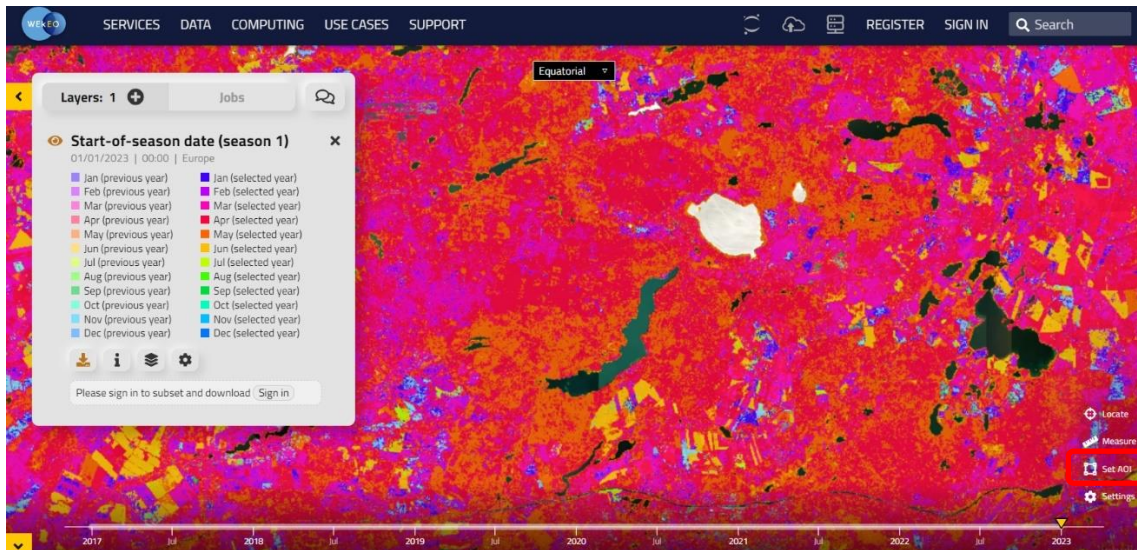 WEkEO
SERVICES DATA COMPUTING USE CASES SUPPORT REGISTER SIGN IN Search
Equatorial
Layers: 1 Jobs
Start-of-season date (season 1)
01/01/2023 | 00:00 | Europe
Jan (previous year) Jan (selected year)
Feb (previous year) Feb (selected year)
Mar (previous year) Mar (selected year)
Apr (previous year) Apr (selected year)
May (previous year) May (selected year)
Jun (previous year) Jun (selected year)
Jul (previous year) Jul (selected year)
Aug (previous year) Aug (selected year)
Sep (previous year) Sep (selected year)
Oct (previous year) Oct (selected year)
Nov (previous year) Nov (selected year)
Dec (previous year) Dec (selected year)
Please sign in to subset and download Sign in
Locate
Measure
Set AOI
Settings
2017 Jul 2018 Jul 2019 Jul 2020 Jul 2021 Jul 2022 Jul 2023